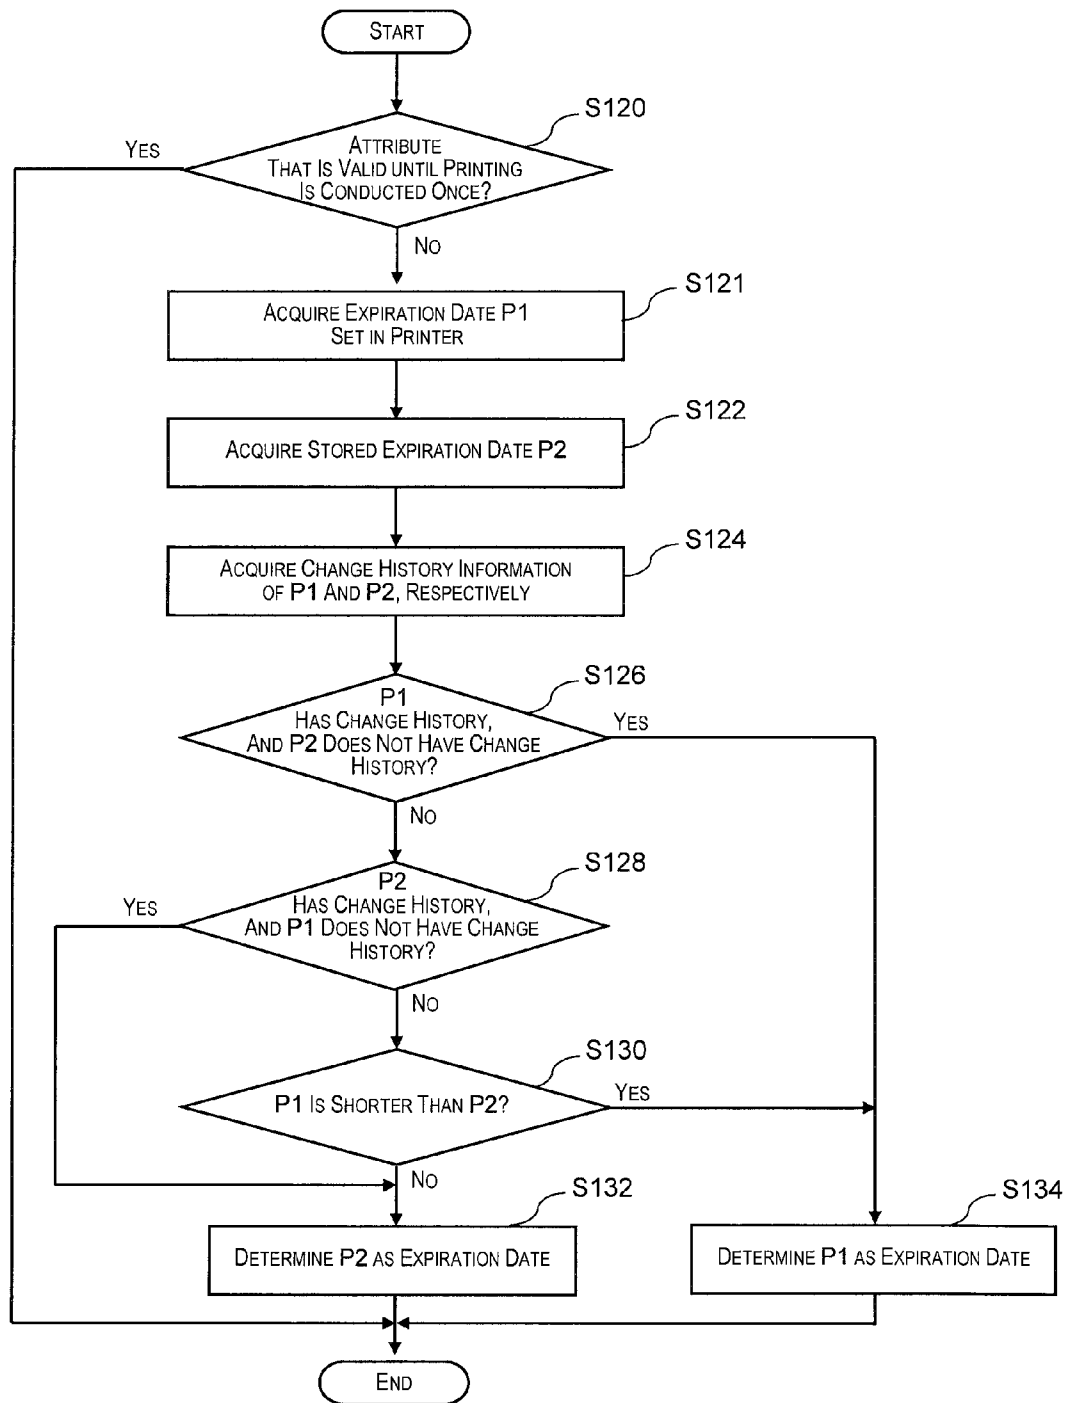 START
S120
YES
ATTRIBUTE
THAT IS VALID UNTIL PRINTING
IS CONDUCTED ONCE?
NO
S121
ACQUIRE EXPIRATION DATE P1
SET IN PRINTER
S122
ACQUIRE STORED EXPIRATION DATE P2
S124
ACQUIRE CHANGE HISTORY INFORMATION
OF P1 AND P2, RESPECTIVELY
S126
P1
HAS CHANGE HISTORY,
AND P2 DOES NOT HAVE CHANGE
HISTORY?
YES
NO
S128
P2
HAS CHANGE HISTORY,
AND P1 DOES NOT HAVE CHANGE
HISTORY?
YES
NO
S130
P1 IS SHORTER THAN P2?
YES
NO
S132
DETERMINE P2 AS EXPIRATION DATE
S134
DETERMINE P1 AS EXPIRATION DATE
END